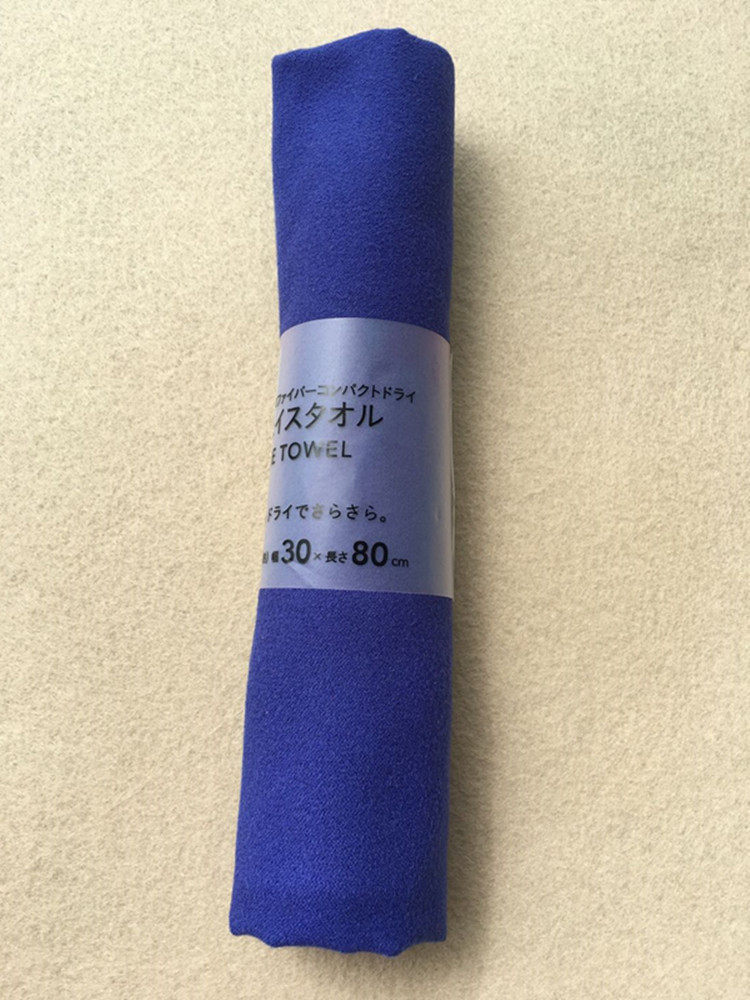 ファイバーコンパクトドライ
イスタオル
E TOWEL
ドライでさらさら。
幅30×長さ80cm